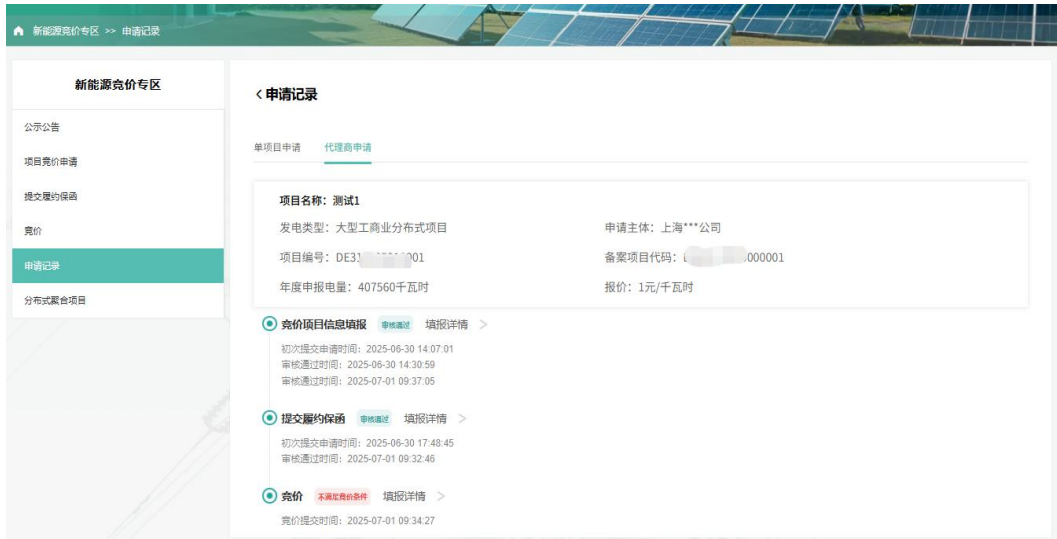 新能源竞价专区 >> 申请记录
新能源竞价专区
公示公告
项目竞价申请
提交履约保函
竞价
申请记录
分布式聚合项目
<申请记录
单项目申请 代理商申请
项目名称：测试1
发电类型：大型工商业分布式项目 申请主体：上海***公司
项目编号：DE31 001 备案项目代码： 000001
年度申报电量：407560千瓦时 报价：1元/千瓦时
竞价项目信息填报 审核通过 填报详情 >
初次提交申请时间：2025-06-30 14:07:01
审核通过时间：2025-06-30 14:30:59
审核通过时间：2025-07-01 09:37:05
提交履约保函 审核通过 填报详情 >
初次提交申请时间：2025-06-30 17:48:45
审核通过时间：2025-07-01 09:32:46
竞价 不满足竞价条件 填报详情 >
竞价提交时间：2025-07-01 09:34:27